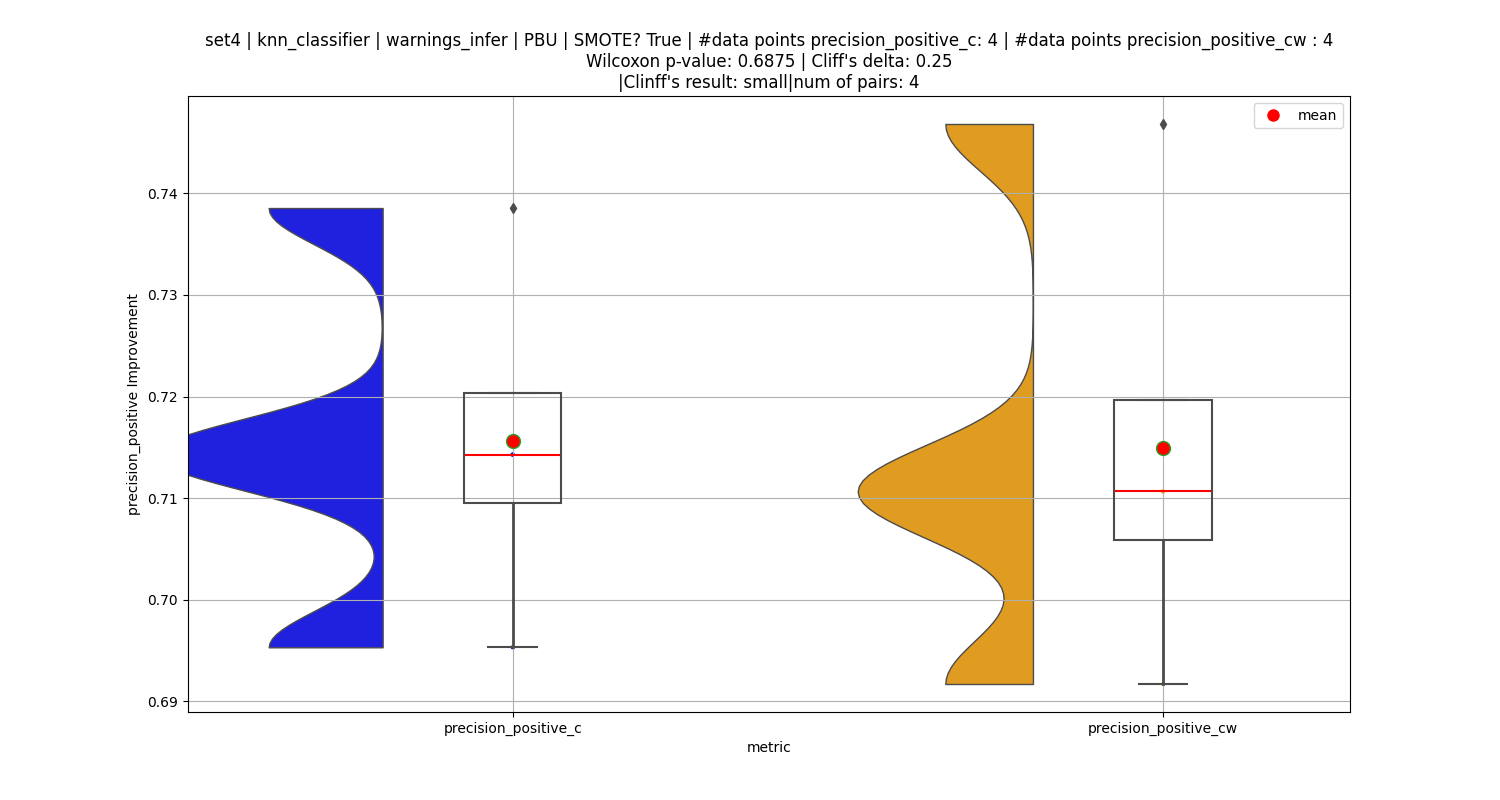 set4 | knn_classifier | warnings_infer | PBU | SMOTE? True | #data points precision_positive_c: 4 | #data points precision_positive_cw : 4
Wilcoxon p-value: 0.6875 | Cliff's delta: 0.25
|Clinff's result: small|num of pairs: 4
mean
0.74
0.73
0.72
0.71
0.70
0.69
precision_positive Improvement
precision_positive_c
precision_positive_cw
metric